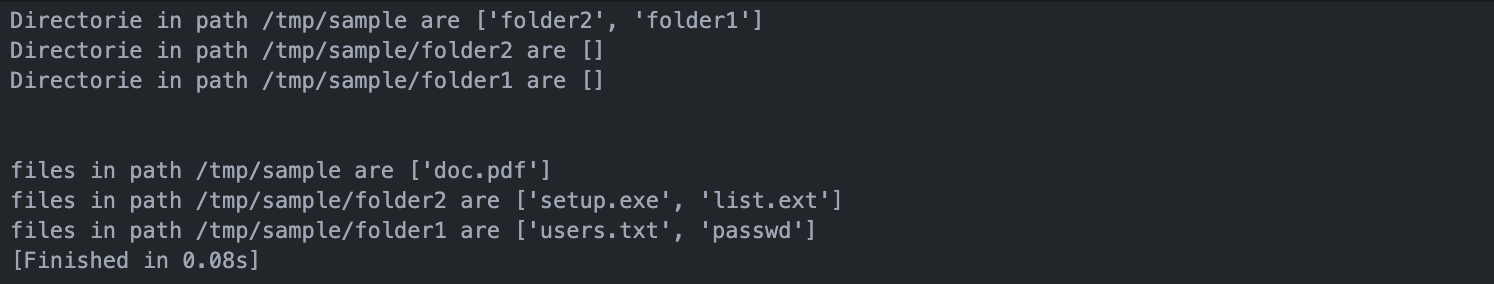 Directorie in path /tmp/sample are ['folder2', 'folder1']
Directorie in path /tmp/sample/folder2 are []
Directorie in path /tmp/sample/folder1 are []
files in path /tmp/sample are ['doc.pdf']
files in path /tmp/sample/folder2 are ['setup.exe', 'list.ext']
files in path /tmp/sample/folder1 are ['users.txt', 'passwd']
[Finished in 0.08s]